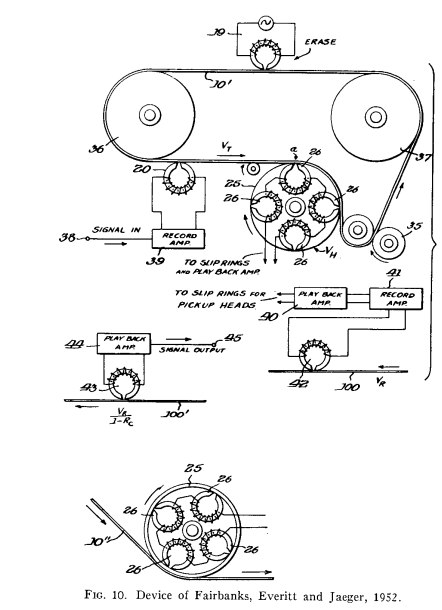 19
ERASE
10'
36
37
V_T
20
a
26
25
26
26
26
V_H
35
SIGNAL IN
38
RECORD AMP.
39
TO SLIP RINGS
AND PLAY BACK AMP.
41
TO SLIP RINGS FOR
PICKUP HEADS
PLAY BACK
AMP.
RECORD
AMP.
40
44
PLAY BACK
AMP.
45
SIGNAL OUTPUT
43
42
100
V_R
V_R
1-R_C
100'
25
26
26
10"
26
26
FIG. 10. Device of Fairbanks, Everitt and Jaeger, 1952.